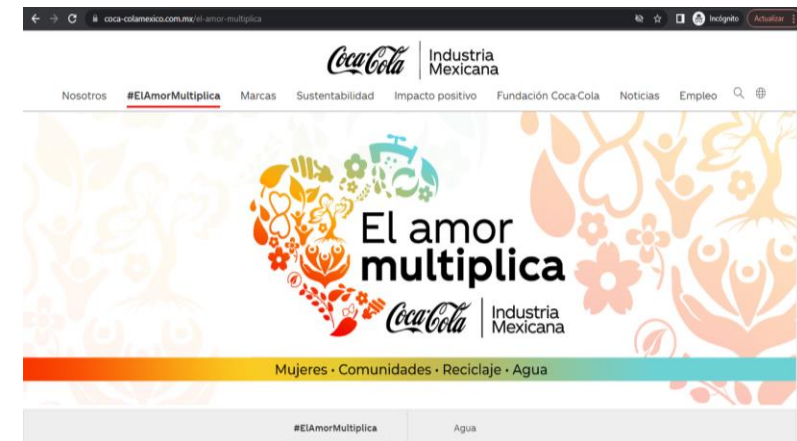 coca-colamexico.com.mx/el-amor-multiplica Incógnito Actualizar
Coca-Cola Industria
Mexicana
Nosotros #ElAmorMultiplica Marcas Sustentabilidad Impacto positivo Fundación Coca-Cola Noticias Empleo
El amor
multiplica
Coca-Cola Industria
Mexicana
Mujeres • Comunidades • Reciclaje • Agua
#ElAmorMultiplica Agua